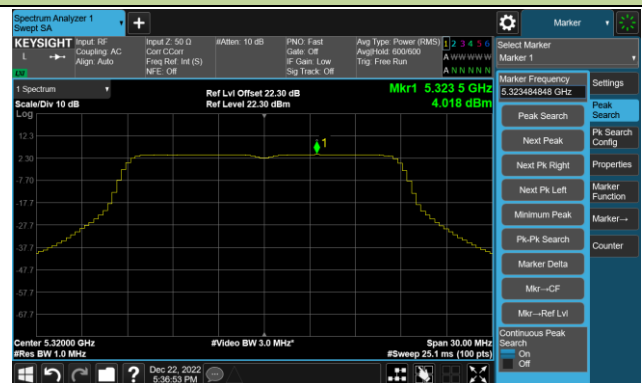 Spectrum Analyzer 1
Swept SA
Marker
KEYSIGHT
L
Input: RF
Coupling: AC
Align: Auto
Input Z: 50 Ω
Corr CCorr
Freq Ref: Int (S)
NFE: Off
#Atten: 10 dB
PNO: Fast
Gate: Off
IF Gain: Low
Sig Track: Off
Avg Type: Power (RMS)
Avg|Hold: 600/600
Trig: Free Run
1 2 3 4 5 6
A W W W W W
A N N N N N
Select Marker
Marker 1
1 Spectrum
Scale/Div 10 dB
Log
Ref Lvl Offset 22.30 dB
Ref Level 22.30 dBm
Mkr1 5.323 5 GHz
4.018 dBm
1
12.3
2.30
-7.70
-17.7
-27.7
-37.7
-47.7
-57.7
-67.7
Center 5.32000 GHz
#Res BW 1.0 MHz
#Video BW 3.0 MHz*
Span 30.00 MHz
#Sweep 25.1 ms (100 pts)
Marker Frequency
5.323484848 GHz
Peak Search
Next Peak
Next Pk Right
Next Pk Left
Minimum Peak
Pk-Pk Search
Marker Delta
Mkr→CF
Mkr→Ref Lvl
Continuous Peak
Search
On
Off
Settings
Peak
Search
Pk Search
Config
Properties
Marker
Function
Marker→
Counter
Dec 22, 2022
5:36:53 PM